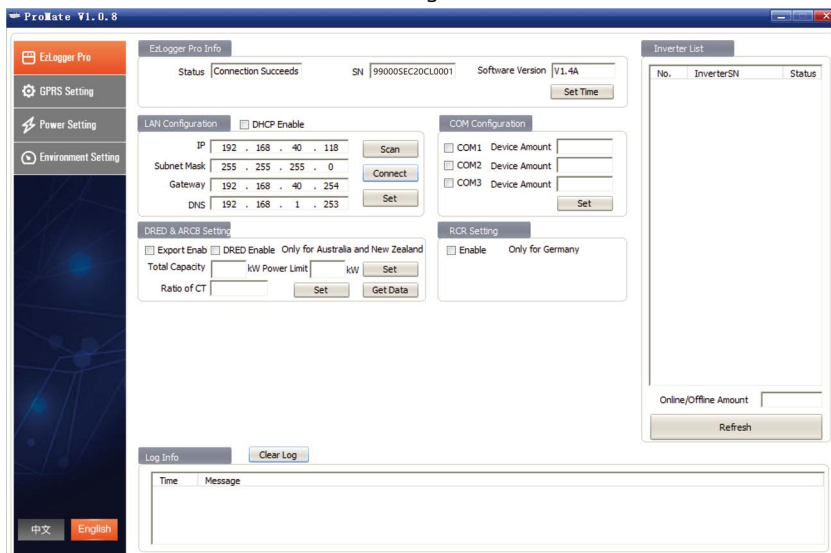 ProMate V1.0.8
EzLogger Pro
GPRS Setting
Power Setting
Environment Setting
中文 English
EzLogger Pro Info
Status Connection Succeeds SN 99000SEC20CL0001 Software Version V1.4A
Set Time
LAN Configuration DHCP Enable
IP 192 . 168 . 40 . 118 Scan
Subnet Mask 255 . 255 . 255 . 0
Connect
Gateway 192 . 168 . 40 . 254
DNS 192 . 168 . 1 . 253 Set
COM Configuration
COM1 Device Amount
COM2 Device Amount
COM3 Device Amount
Set
DRED & ARCB Setting
Export Enab DRED Enable Only for Australia and New Zealand
Total Capacity kW Power Limit kW Set
Ratio of CT Set Get Data
RCR Setting
Enable Only for Germany
Inverter List
No. InverterSN Status
Online/Offline Amount
Refresh
Log Info Clear Log
Time Message